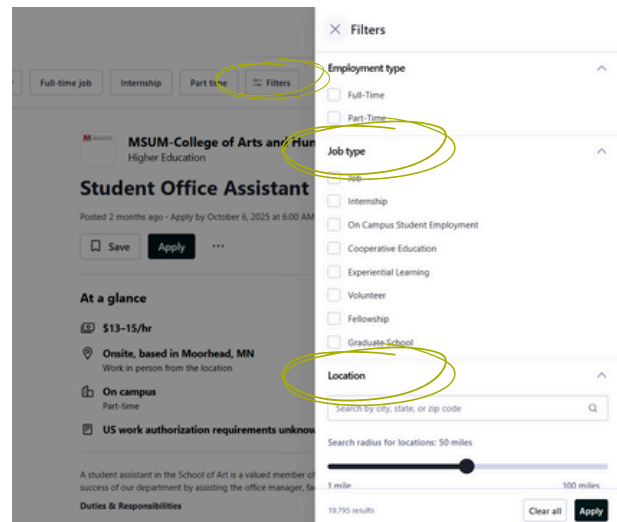 Filters
Employment type
Full-Time
Part-Time
Job type
Job
Internship
On Campus Student Employment
Cooperative Education
Experiential Learning
Volunteer
Fellowship
Graduate School
Location
Search by city, state, or zip code
Search radius for locations: 50 miles
1 mile
100 miles
19,795 results
Clear all
Apply
Full-time job
Internship
Part time
Filters
MSUM-College of Arts and Hun
Higher Education
Student Office Assistant
Posted 2 months ago · Apply by October 6, 2025 at 6:00 AM
Save
Apply
At a glance
$13–15/hr
Onsite, based in Moorhead, MN
Work in person from the location
On campus
Part-time
US work authorization requirements unknow
A student assistant in the School of Art is a valued member of
success of our department by assisting the office manager, fa
Duties & Responsibilities